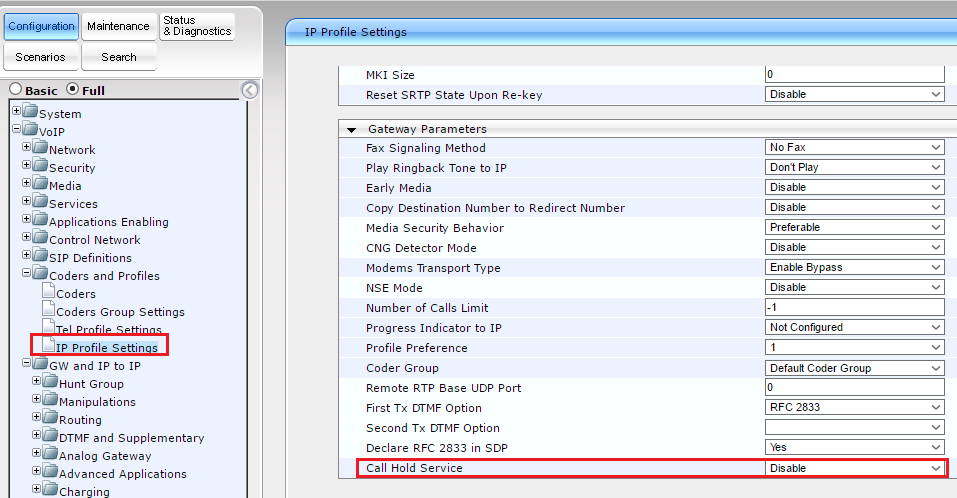 Configuration
Maintenance
Status
& Diagnostics
Scenarios
Search
Basic
Full
System
VoIP
Network
Security
Media
Services
Applications Enabling
Control Network
SIP Definitions
Coders and Profiles
Coders
Coders Group Settings
Tel Profile Settings
IP Profile Settings
GW and IP to IP
Hunt Group
Manipulations
Routing
DTMF and Supplementary
Analog Gateway
Advanced Applications
Charging
IP Profile Settings
MKI Size 0
Reset SRTP State Upon Re-key Disable
Gateway Parameters
Fax Signaling Method No Fax
Play Ringback Tone to IP Don't Play
Early Media Disable
Copy Destination Number to Redirect Number Disable
Media Security Behavior Preferable
CNG Detector Mode Disable
Modems Transport Type Enable Bypass
NSE Mode Disable
Number of Calls Limit -1
Progress Indicator to IP Not Configured
Profile Preference 1
Coder Group Default Coder Group
Remote RTP Base UDP Port 0
First Tx DTMF Option RFC 2833
Second Tx DTMF Option
Declare RFC 2833 in SDP Yes
Call Hold Service Disable